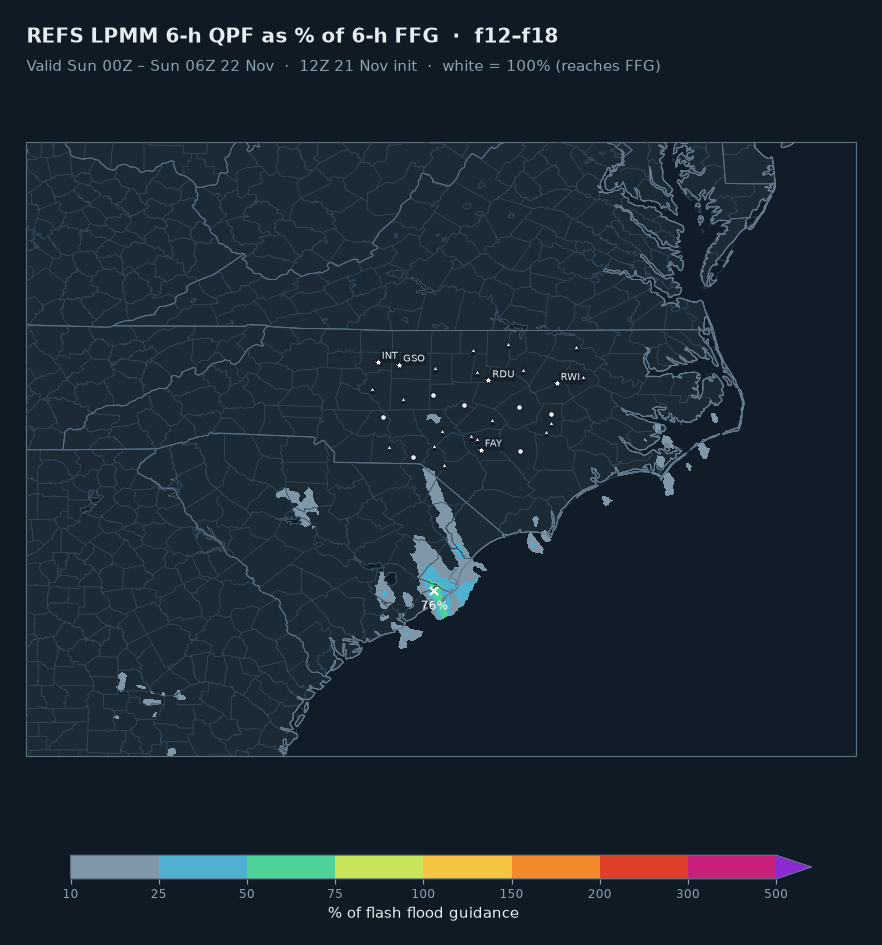 REFS LPMM 6-h QPF as % of 6-h FFG · f12–f18
Valid Sun 00Z – Sun 06Z 22 Nov · 12Z 21 Nov init · white = 100% (reaches FFG)
INT
GSO
RDU
RWI
FAY
76%
10 25 50 75 100 150 200 300 500
% of flash flood guidance